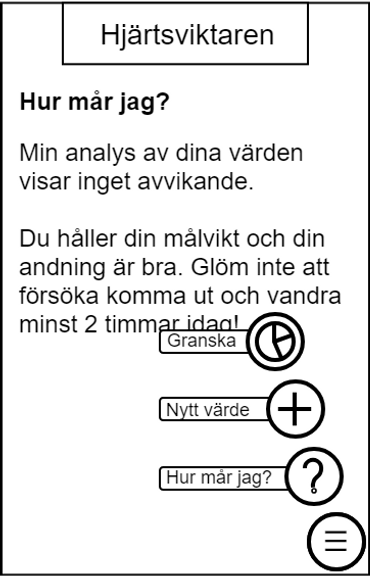 Hjärtsviktaren
Hur mår jag?
Min analys av dina värden
visar inget avvikande.
Du håller din målvikt och din
andning är bra. Glöm inte att
försöka komma ut och vandra
minst 2 timmar idag!
Granska
Nytt värde
Hur mår jag?
?